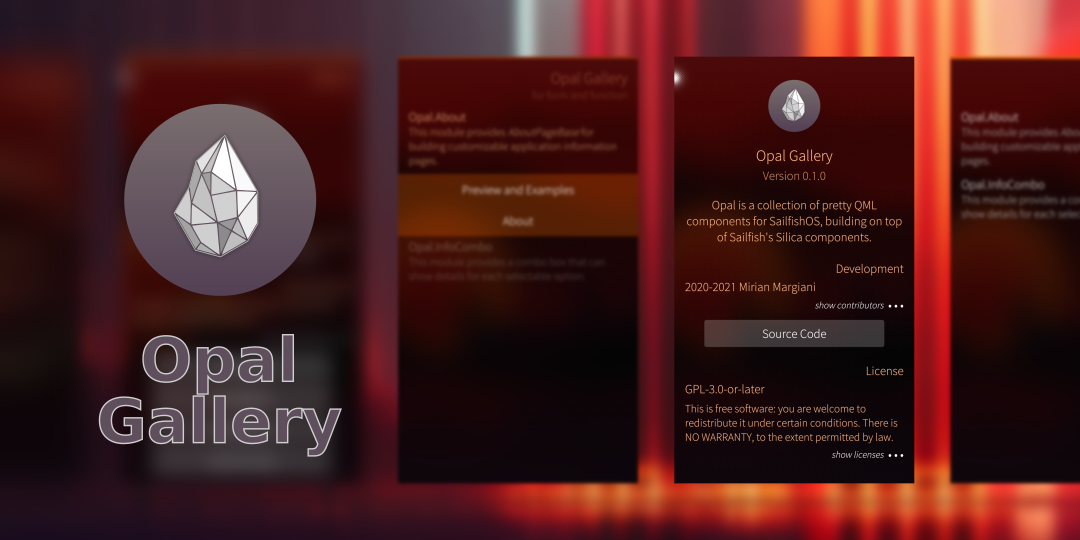 Opal
Gallery
Opal Gallery
for form and function
Opal.About
This module provides AboutPageBase for
building customizable application information
pages.
Preview and Examples
About
Opal.InfoCombo
This module provides a combo box that can
show details for each selectable option.
Opal Gallery
Version 0.1.0
Opal is a collection of pretty QML
components for SailfishOS, building on top
of Sailfish's Silica components.
Development
2020-2021 Mirian Margiani
show contributors •••
Source Code
License
GPL-3.0-or-later
This is free software: you are welcome to
redistribute it under certain conditions. There is
NO WARRANTY, to the extent permitted by law.
show licenses •••
Opal.About
This module provides
building customizable
pages.
Opal.InfoCombo
This module provides a
show details for each